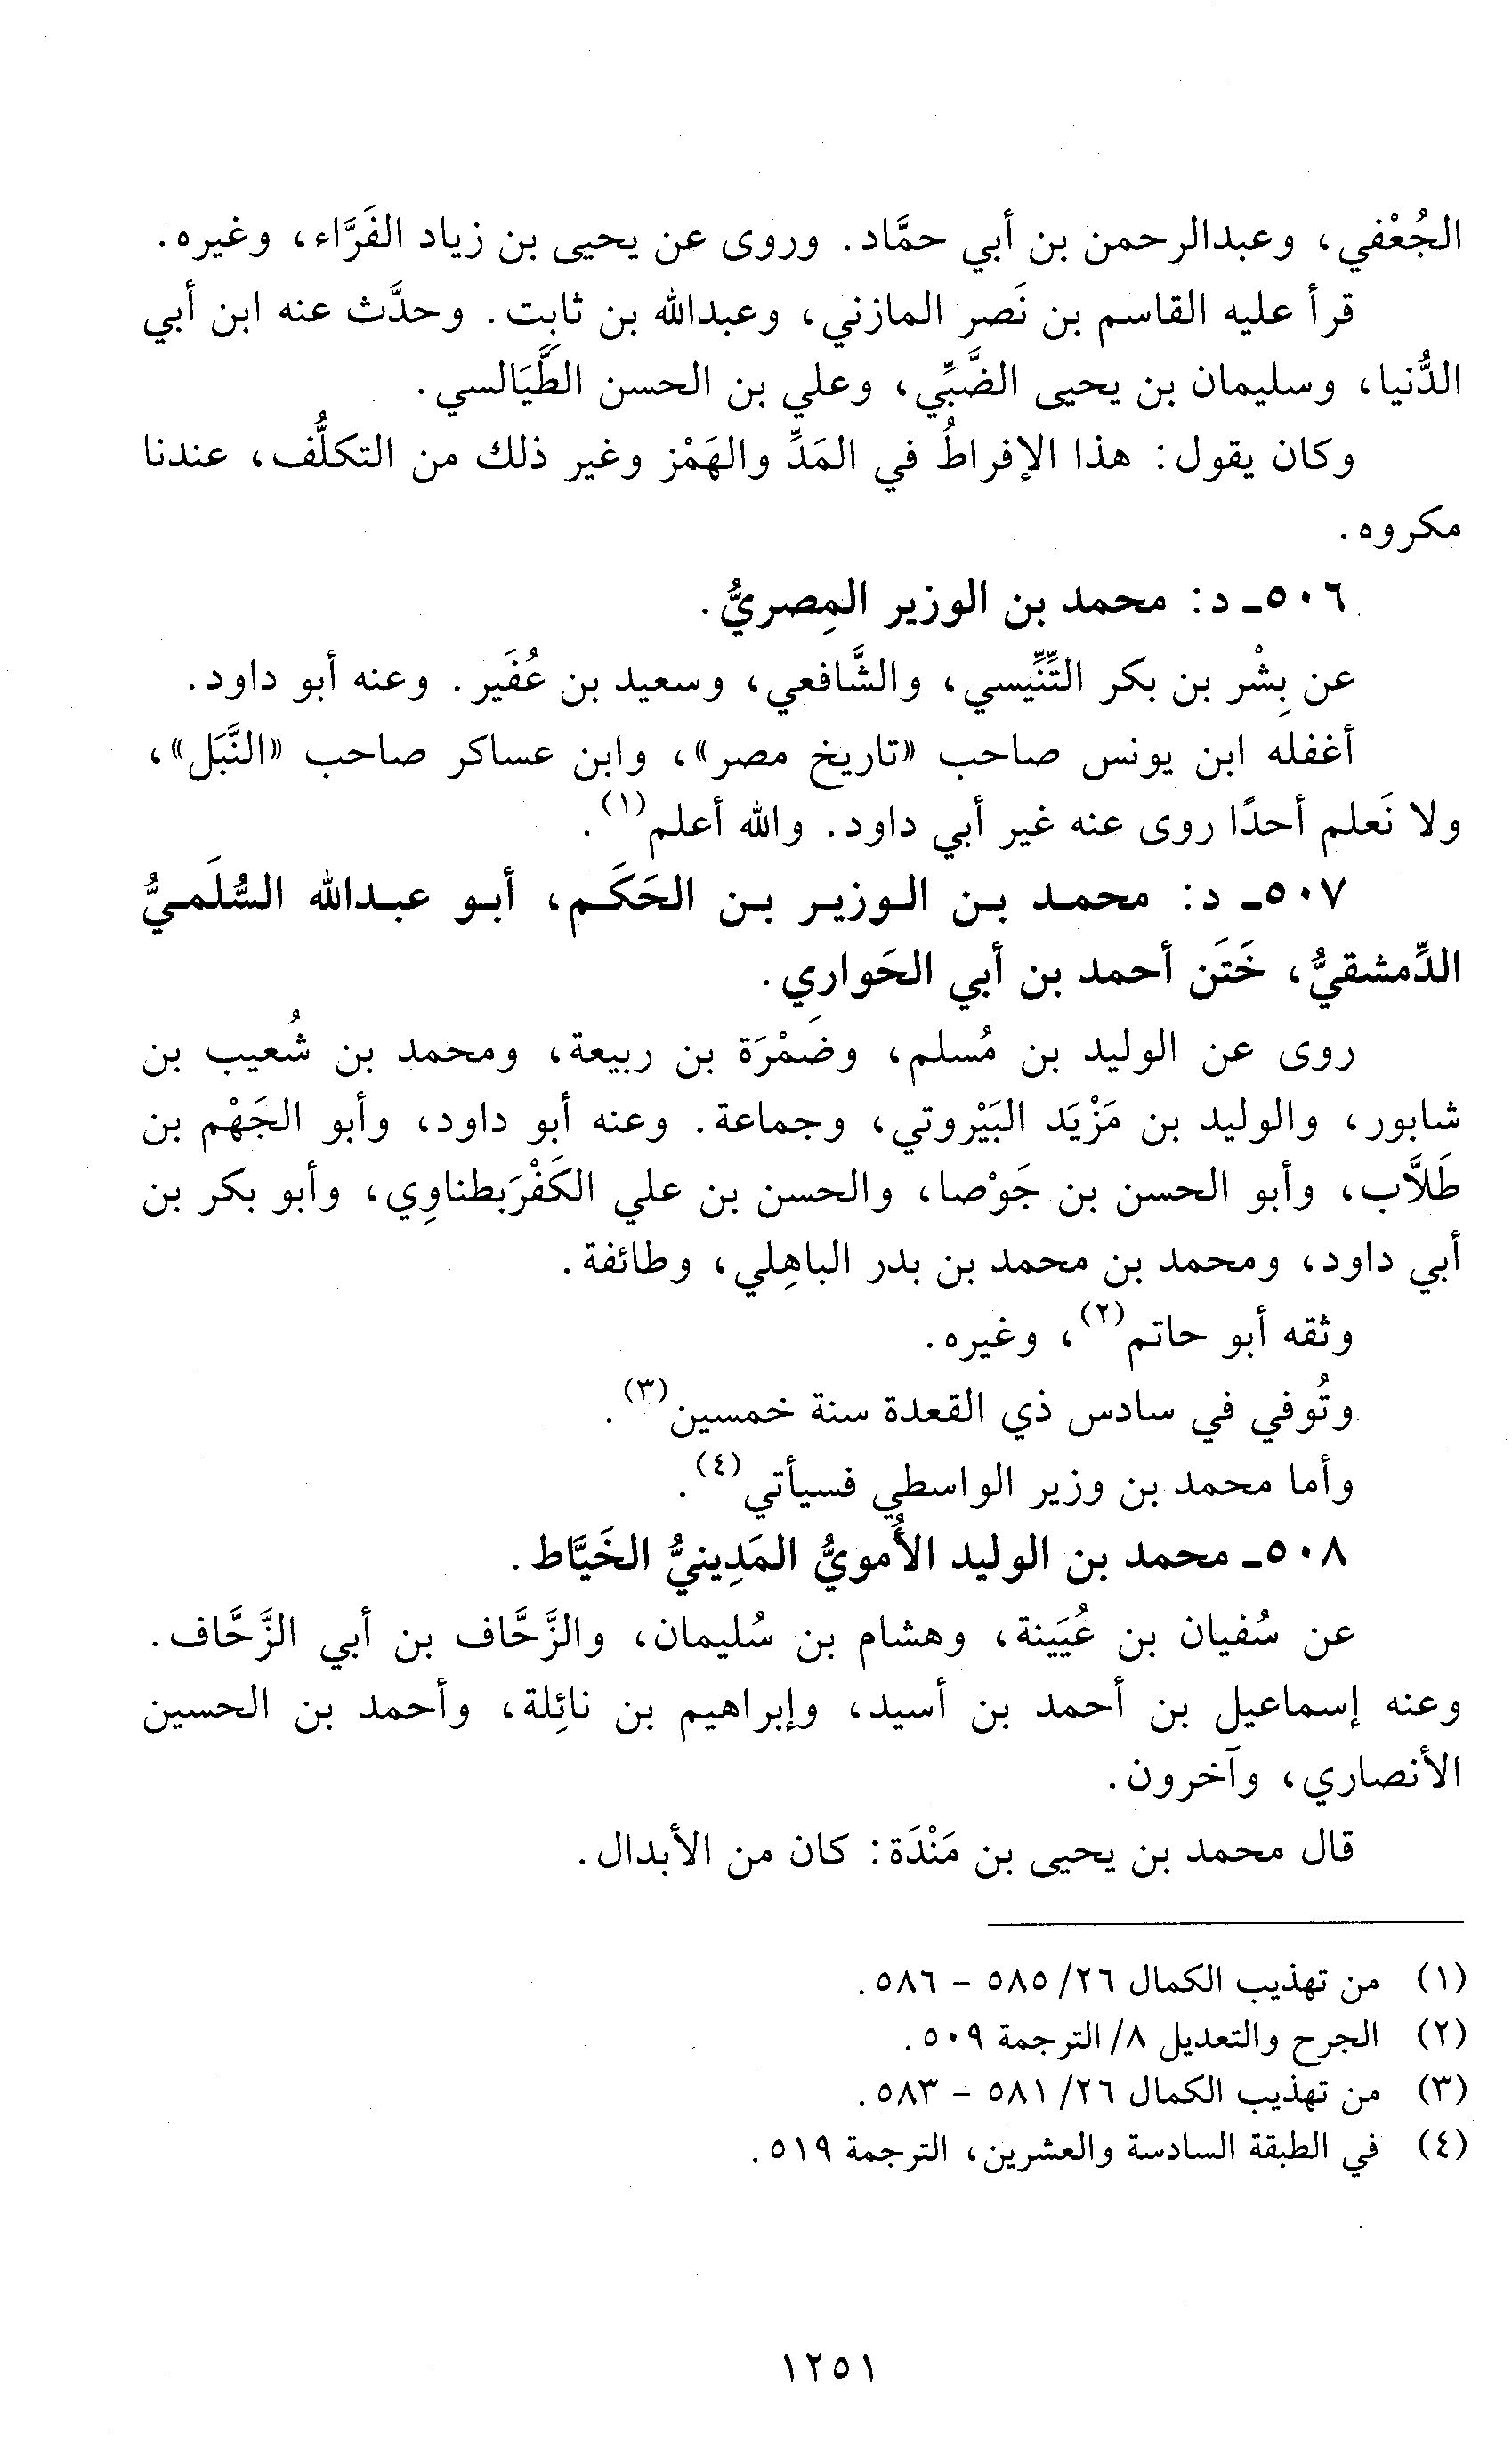 الجُعْفي، وعبدالرحمن بن أبي حمَّاد. وروى عن يحيى بن زياد الفَرَّاء، وغيره.
قرأ عليه القاسم بن نَصر المازني، وعبدالله بن ثابِت. وحدَّث عنه ابن أبي
الدُّنيا، وسليمان بن يحيى الضَّبِّي، وعلي بن الحسن الطَّيَالسي.
وكان يقول: هذا الإفراطُ في المَدِّ والهَمْز وغير ذلك من التكلُّف، عندنا
مكروه.
٥٠٦ـ د: محمد بن الوزير المِصريُّ.
عن بِشْر بن بكر التِّنِّيسي، والشَّافعي، وسعيد بن عُفَير. وعنه أبو داود.
أغفله ابن يونس صاحب «تاريخ مصر»، وابن عساكر صاحب «النَّبَل»،
ولا نَعلم أحدًا روى عنه غير أبي داود. والله أعلم(١).
٥٠٧ـ د: محمد بن الوزير بن الحَكَم، أبو عبدالله السُّلَميُّ
الدِّمشقيُّ، خَتَن أحمد بن أبي الحَواري.
روى عن الوليد بن مُسلم، وضَمْرَة بن ربيعة، ومحمد بن شُعيب بن
شابور، والوليد بن مَزْيَد البَيْروتي، وجماعة. وعنه أبو داود، وأبو الجَهْم بن
طَلاَّب، وأبو الحسن بن جَوْصا، والحسن بن علي الكَفْرَبطناوِي، وأبو بكر بن
أبي داود، ومحمد بن محمد بن بدر الباهِلي، وطائفة.
وثقه أبو حاتم(٢)، وغيره.
وتُوفي في سادس ذي القعدة سنة خمسين(٣).
وأما محمد بن وزير الواسطي فسيأتي(٤).
٥٠٨ـ محمد بن الوليد الأُمويُّ المَدِينيُّ الخَيَّاط.
عن سُفيان بن عُيَينة، وهشام بن سُليمان، والزَّحَّاف بن أبي الزَّحَّاف.
وعنه إسماعيل بن أحمد بن أسيد، وإبراهيم بن نائِلة، وأحمد بن الحسين
الأنصاري، وآخرون.
قال محمد بن يحيى بن مَنْدَة: كان من الأبدال.
(١) من تهذيب الكمال ٢٦/ ٥٨٥ - ٥٨٦.
(٢) الجرح والتعديل ٨/ الترجمة ٥٠٩.
(٣) من تهذيب الكمال ٢٦/ ٥٨١ - ٥٨٣.
(٤) في الطبقة السادسة والعشرين، الترجمة ٥١٩.
١٢٥١